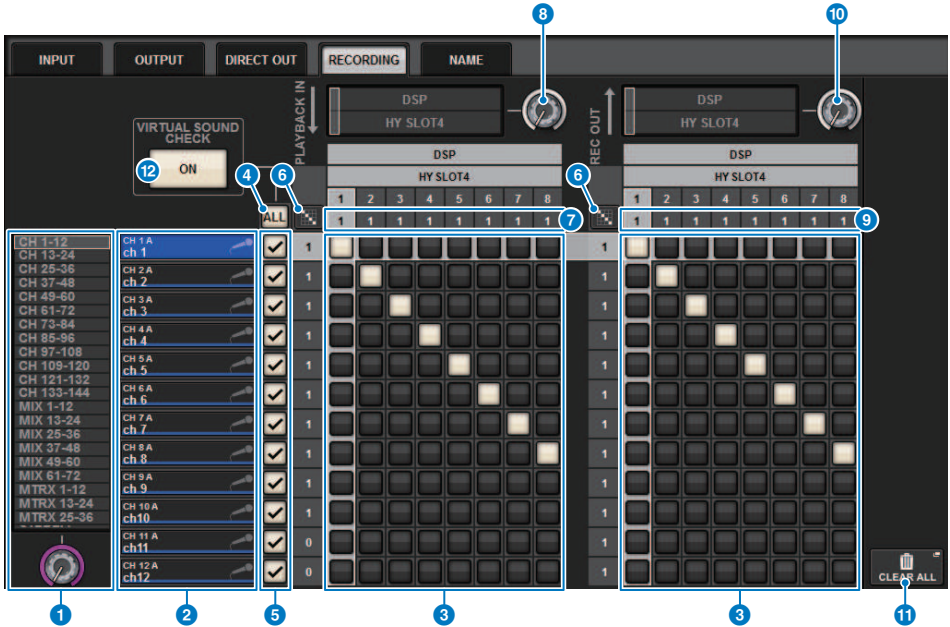 8
10
INPUT
OUTPUT
DIRECT OUT
RECORDING
NAME
PLAYBACK IN
DSP
HY SLOT4
REC OUT
DSP
HY SLOT4
VIRTUAL SOUND
CHECK
12
ON
DSP
HY SLOT4
DSP
HY SLOT4
4
6
6
1 2 3 4 5 6 7 8
1 2 3 4 5 6 7 8
ALL
1 1 1 1 1 1 1 1
7
1 1 1 1 1 1 1 1
9
CH 1-12
CH 13-24
CH 25-36
CH 37-48
CH 49-60
CH 61-72
CH 73-84
CH 85-96
CH 97-108
CH 109-120
CH 121-132
CH 133-144
MIX 1-12
MIX 13-24
MIX 25-36
MIX 37-48
MIX 49-60
MIX 61-72
MTRX 1-12
MTRX 13-24
MTRX 25-36
CH 1 A
ch 1
1
1
CH 2 A
ch 2
1
1
CH 3 A
ch 3
1
1
CH 4 A
ch 4
1
1
CH 5 A
ch 5
1
1
CH 6 A
ch 6
1
1
CH 7 A
ch 7
1
1
CH 8 A
ch 8
1
1
CH 9 A
ch 9
1
1
CH 10 A
ch10
1
1
CH 11 A
ch11
0
1
CH 12 A
ch12
0
1
CLEAR ALL
1
2
5
3
3
11